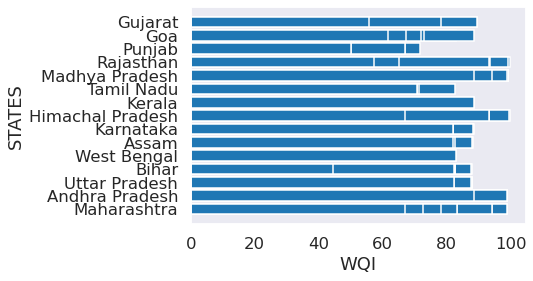 Gujarat
Goa
Punjab
Rajasthan
Madhya Pradesh
Tamil Nadu
Kerala
Himachal Pradesh
Karnataka
Assam
West Bengal
Bihar
Uttar Pradesh
Andhra Pradesh
Maharashtra
STATES
0 20 40 60 80 100
WQI